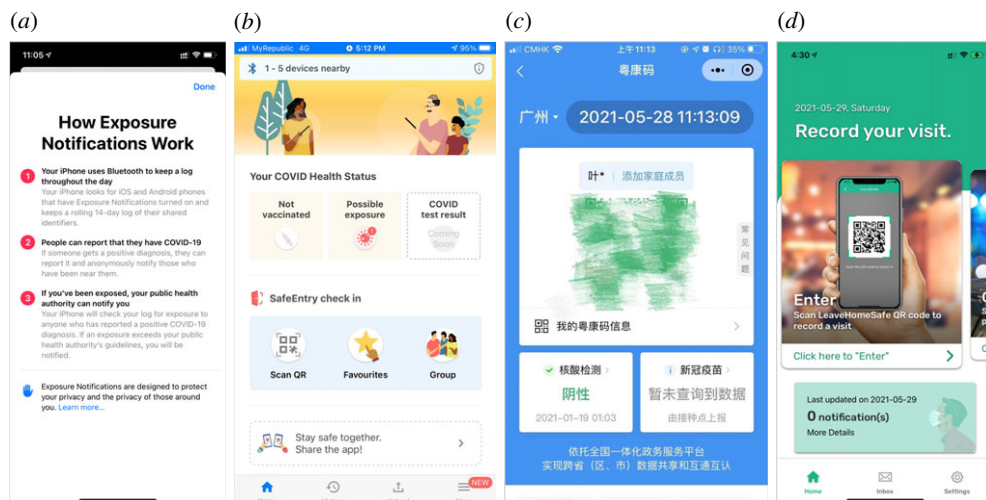 (a)
(b)
(c)
(d)
11:05
Done
How Exposure
Notifications Work
1
Your iPhone uses Bluetooth to keep a log
throughout the day
Your iPhone looks for iOS and Android phones
that have Exposure Notifications turned on and
keeps a rolling 14-day log of their shared
identifiers.
2
People can report that they have COVID-19
If someone gets a positive diagnosis, they can
report it and anonymously notify those who
have been near them.
3
If you've been exposed, your public health
authority can notify you
Your iPhone will check your log for exposure to
anyone who has reported a positive COVID-19
diagnosis. If an exposure exceeds your public
health authority's guidelines, you will be
notified.
Exposure Notifications are designed to protect
your privacy and the privacy of those around
you. Learn more...
MyRepublic 4G
5:12 PM
95%
1 - 5 devices nearby
Your COVID Health Status
Not
vaccinated
Possible
exposure
COVID
test result
Coming
Soon
SafeEntry check in
Scan QR
Favourites
Group
Stay safe together.
Share the app!
NEW
CMHK
上午11:13
35%
粤康码
广州
2021-05-28 11:13:09
叶*
添加家庭成员
常见问题
我的粤康码信息
核酸检测
阴性
2021-01-19 01:03
新冠疫苗
暂未查询到数据
由接种点上报
依托全国一体化政务服务平台
实现跨省（区、市）数据共享和互通互认
4:30
2021-05-29, Saturday
Record your visit.
Enter
Scan LeaveHomeSafe QR code to
record a visit
Click here to "Enter"
Last updated on 2021-05-29
0 notification(s)
More Details
Home
Inbox
Settings